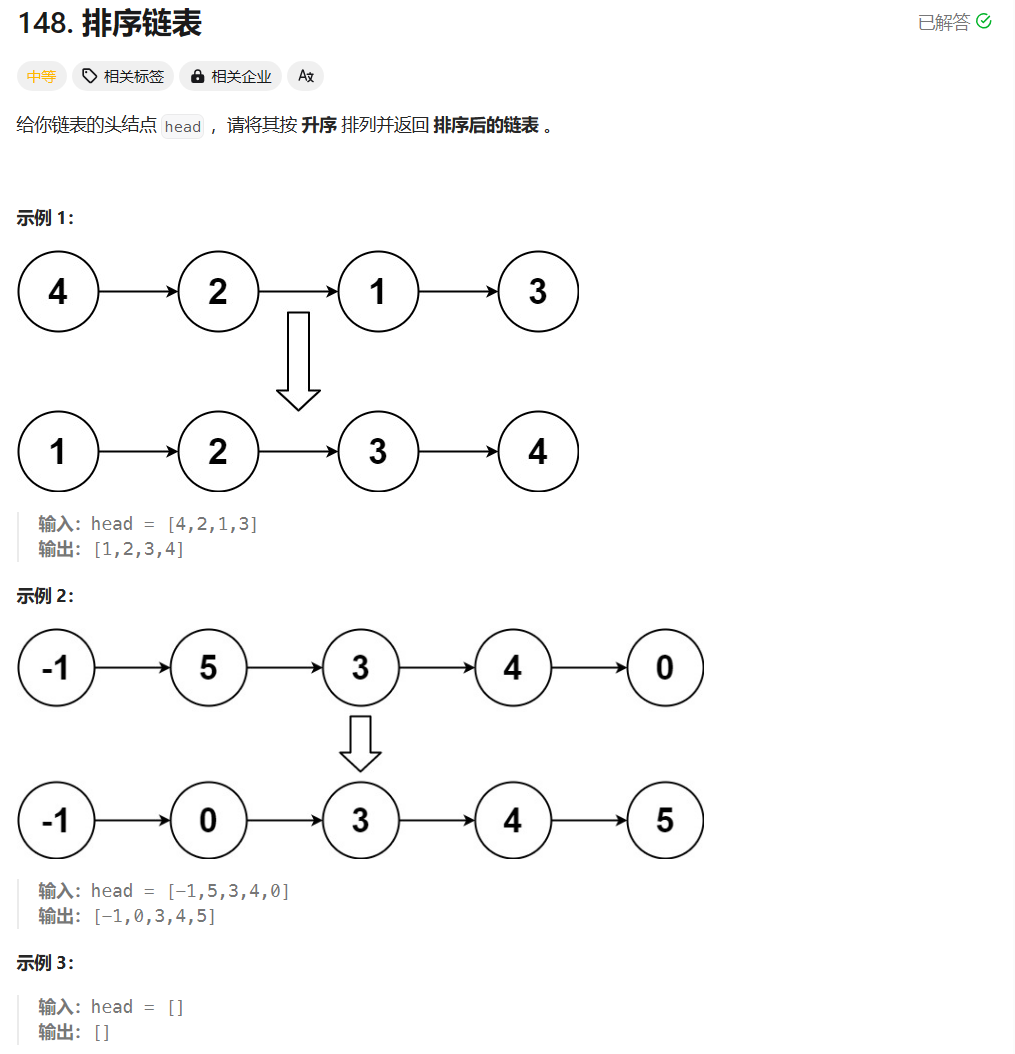 148. 排序链表
已解答
中等
相关标签
相关企业
给你链表的头结点 head ，请将其按 升序 排列并返回 排序后的链表 。
示例 1：
4 2 1 3
1 2 3 4
输入：head = [4,2,1,3]
输出：[1,2,3,4]
示例 2：
-1 5 3 4 0
-1 0 3 4 5
输入：head = [-1,5,3,4,0]
输出：[-1,0,3,4,5]
示例 3：
输入：head = []
输出：[]